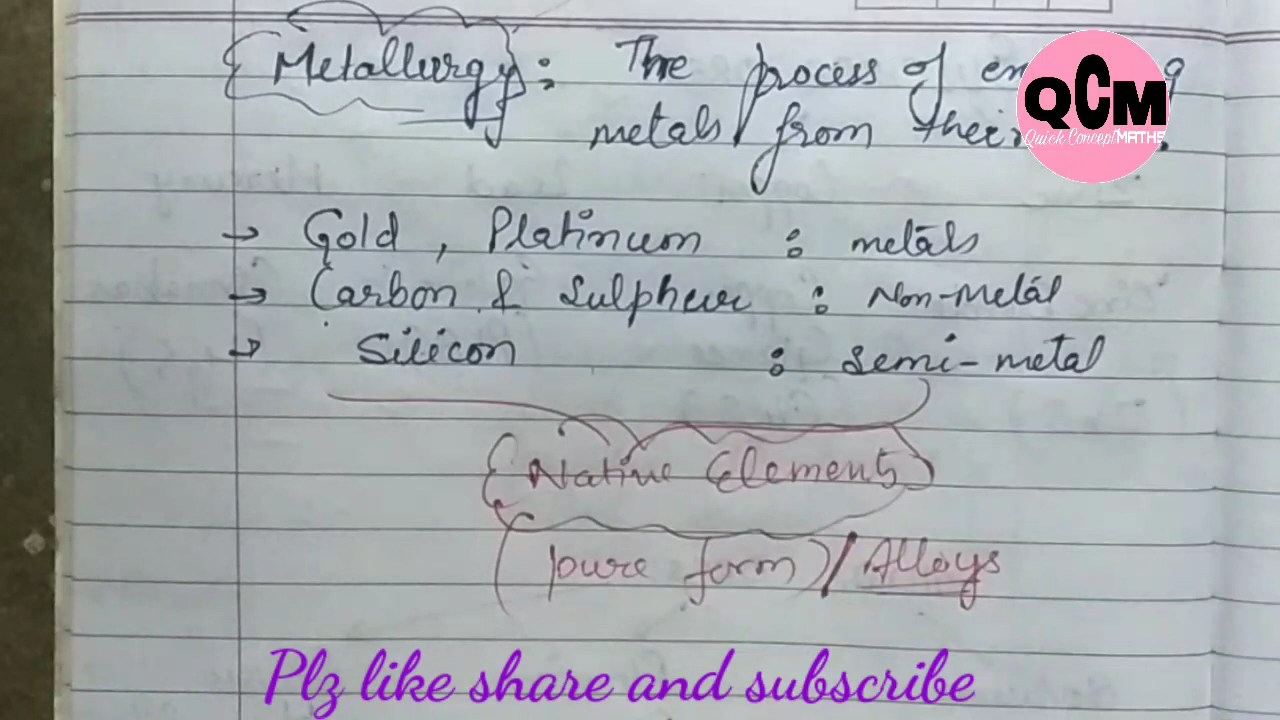 Metallurgy : The process of
metals from their
→ Gold , Platinum : metals
→ Carbon & Sulphur : Non-Metal
→ Silicon : Semi-metal
Native Elements
(pure form) / Alloys
QCM
Quick Concept MATHS
Plz like share and subscribe